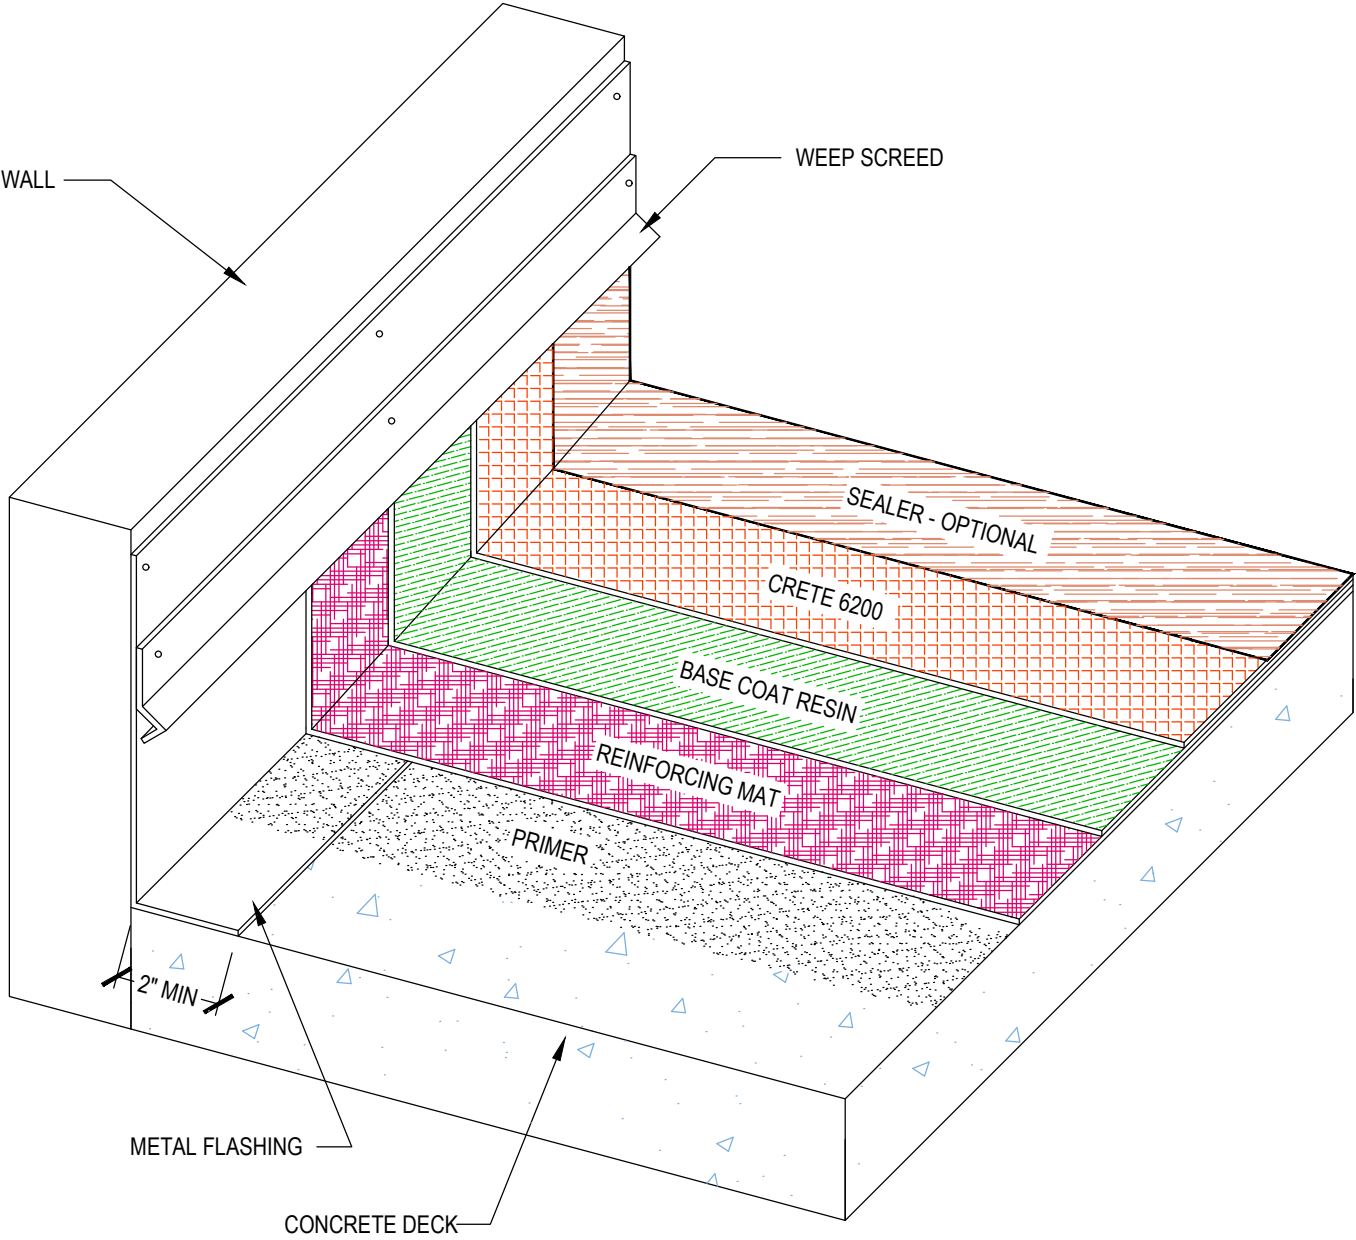 WEEP SCREED
WALL
SEALER - OPTIONAL
CRETE 6200
BASE COAT RESIN
REINFORCING MAT
PRIMER
2" MIN
METAL FLASHING
CONCRETE DECK